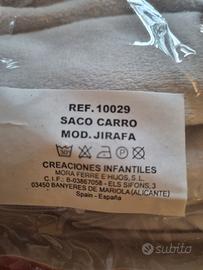 REF.10029
SACO CARRO
MOD.JIRAFA
CREACIONES INFANTILES
MORA FERRE E HIJOS, S.L.
C.I.F.: B-03867058 - ELS SIFONS, 3
03450 BANYERES DE MARIOLA (ALICANTE)
Spain - España
subito